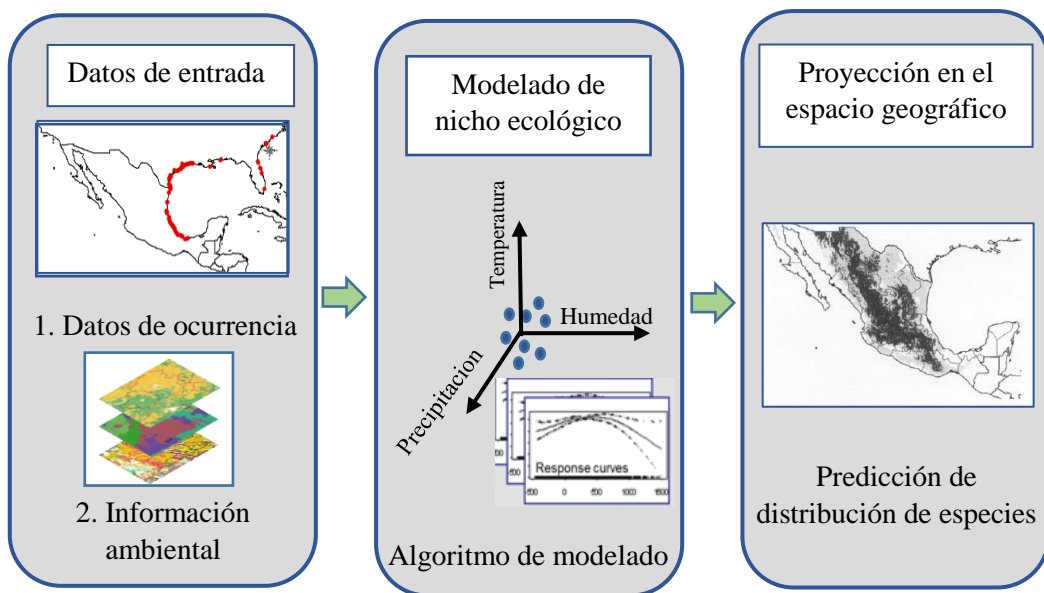 Datos de entrada
1. Datos de ocurrencia
2. Información
ambiental
Modelado de
nicho ecológico
Temperatura
Humedad
Precipitacion
Response curves
-500
0
500
1000
1500
Algoritmo de modelado
Proyección en el
espacio geográfico
Predicción de
distribución de especies